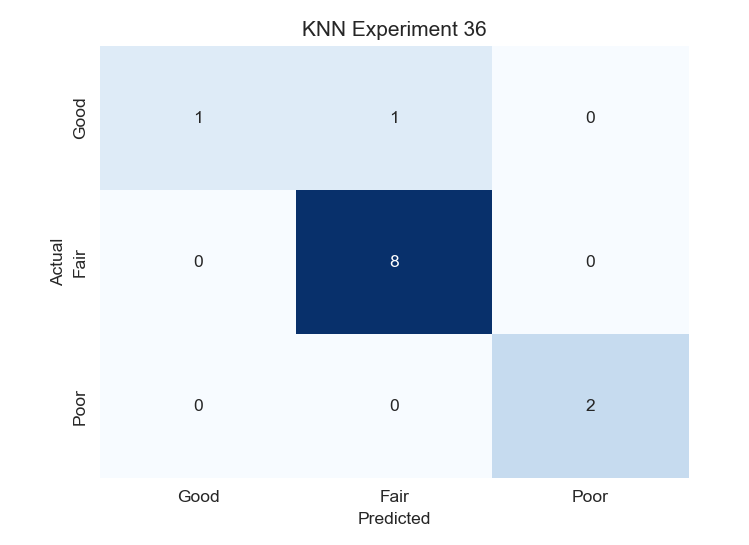 KNN Experiment 36
Good 1 1 0
Actual
Fair 0 8 0
Poor 0 0 2
Good Fair Poor
Predicted